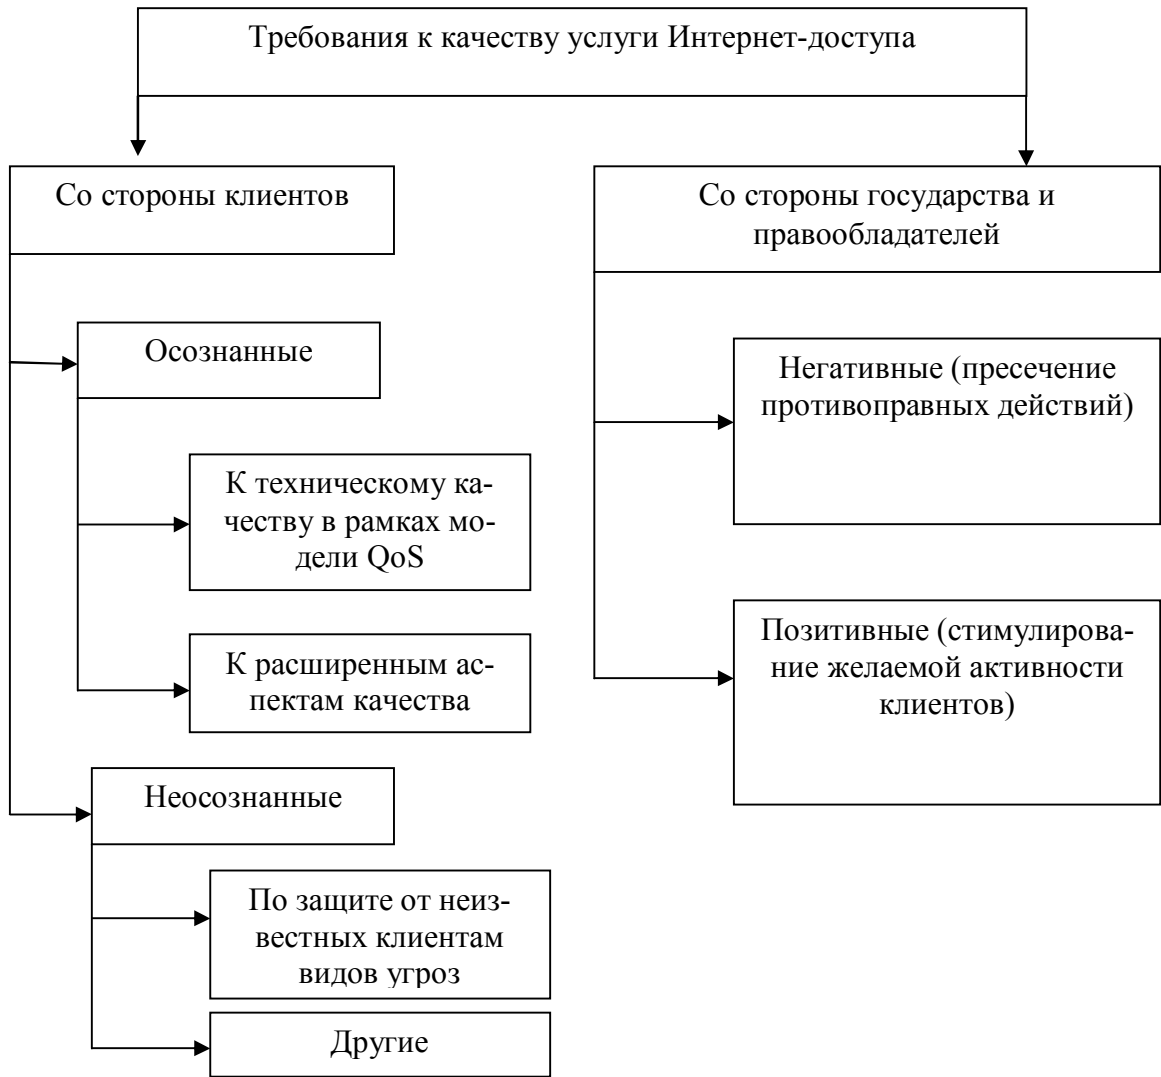 Требования к качеству услуги Интернет-доступа
Со стороны клиентов
Со стороны государства и
правообладателей
Осознанные
Негативные (пресечение
противоправных действий)
К техническому ка-
честву в рамках мо-
дели QoS
Позитивные (стимулирова-
ние желаемой активности
клиентов)
К расширенным ас-
пектам качества
Неосознанные
По защите от неиз-
вестных клиентам
видов угроз
Другие